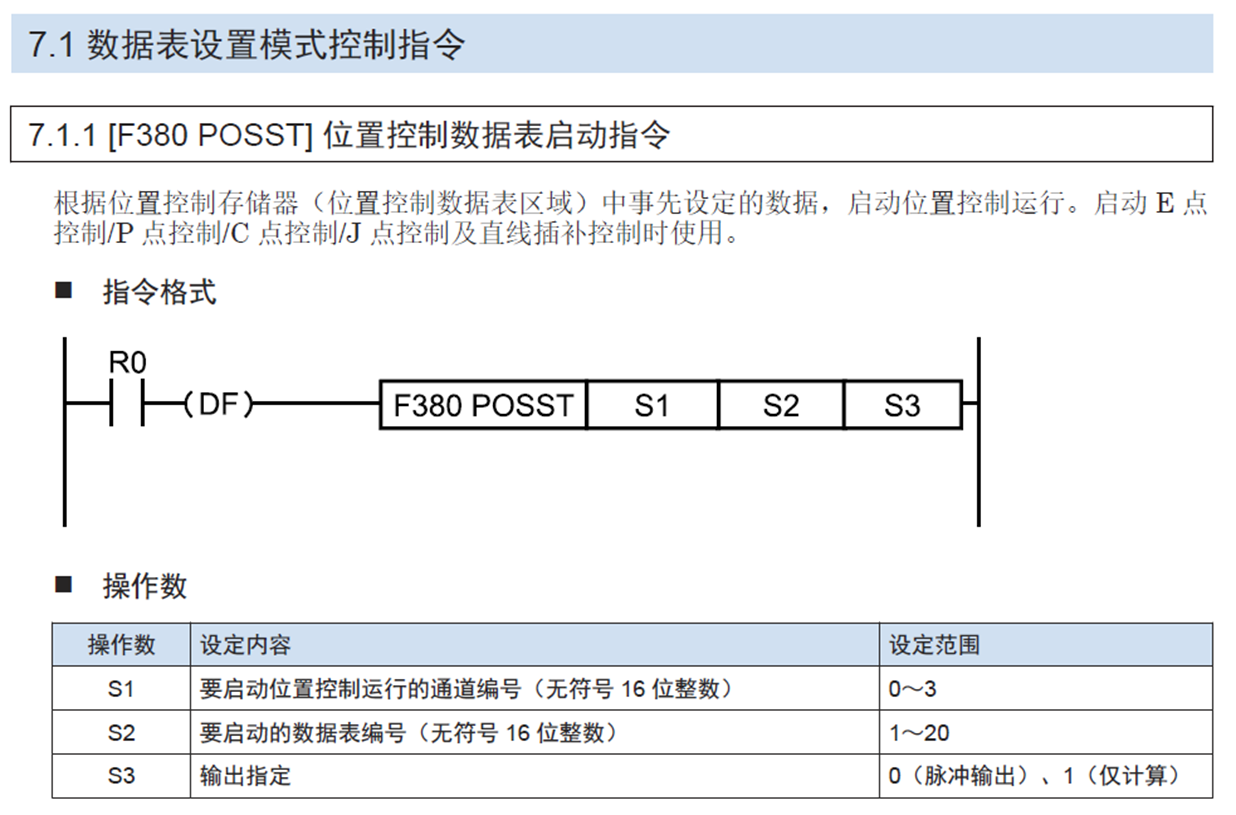 7.1 数据表设置模式控制指令
7.1.1 [F380 POSST] 位置控制数据表启动指令
根据位置控制存储器（位置控制数据表区域）中事先设定的数据，启动位置控制运行。启动 E 点
控制/P 点控制/C 点控制/J 点控制及直线插补控制时使用。
■ 指令格式
R0
(DF)
F380 POSST S1 S2 S3
■ 操作数
操作数 设定内容 设定范围
S1 要启动位置控制运行的通道编号（无符号 16 位整数） 0～3
S2 要启动的数据表编号（无符号 16 位整数） 1～20
S3 输出指定 0（脉冲输出）、1（仅计算）